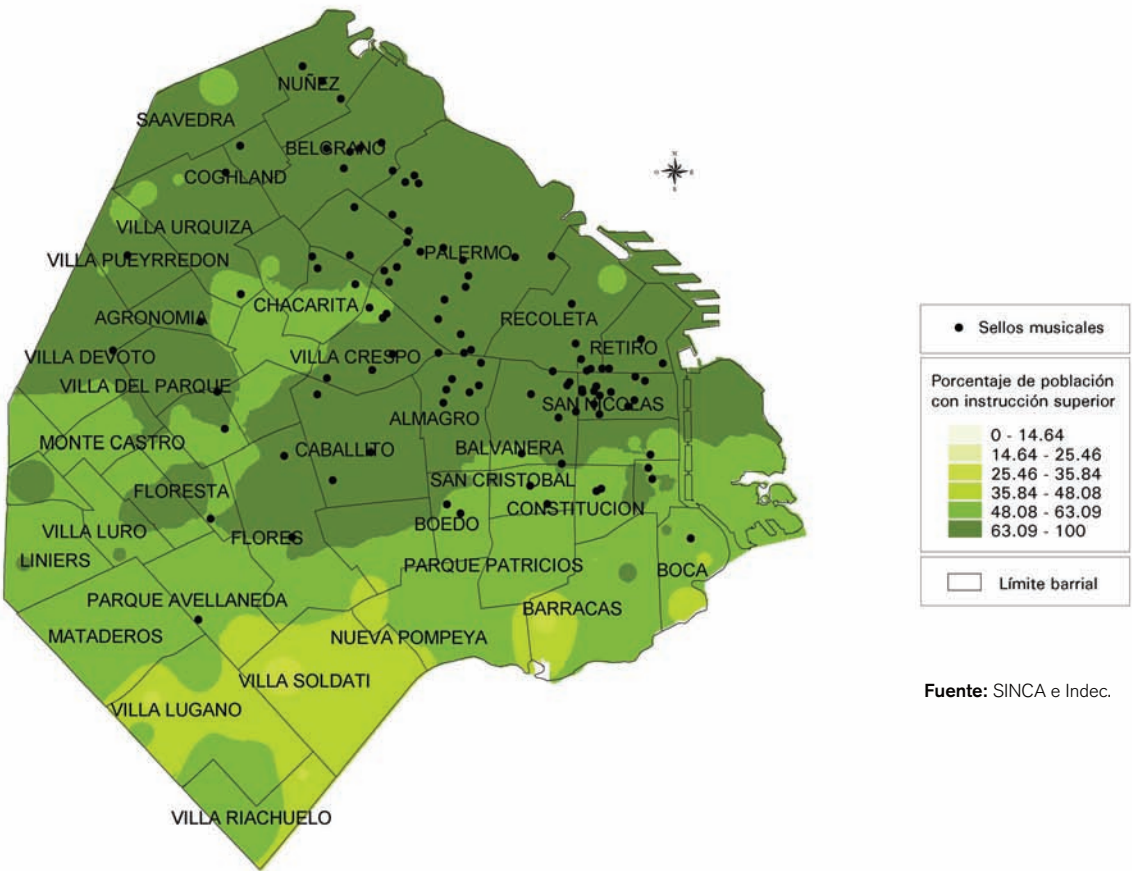 NUÑEZ
SAAVEDRA
BELGRANO
COGHLAND
N
O
E
S
VILLA URQUIZA
PALERMO
VILLA PUEYRREDON
CHACARITA
AGRONOMIA
RECOLETA
RETIRO
VILLA DEVOTO
VILLA CRESPO
VILLA DEL PARQUE
SAN NICOLAS
ALMAGRO
MONTE CASTRO
CABALLITO
BALVANERA
SAN CRISTOBAL
FLORESTA
CONSTITUCION
BOEDO
VILLA LURO
FLORES
LINIERS
PARQUE PATRICIOS
BOCA
PARQUE AVELLANEDA
BARRACAS
MATADEROS
NUEVA POMPEYA
VILLA SOLDATI
VILLA LUGANO
VILLA RIACHUELO
Sellos musicales
Porcentaje de población
con instrucción superior
0 - 14.64
14.64 - 25.46
25.46 - 35.84
35.84 - 48.08
48.08 - 63.09
63.09 - 100
Límite barrial
Fuente: SINCA e Indec.